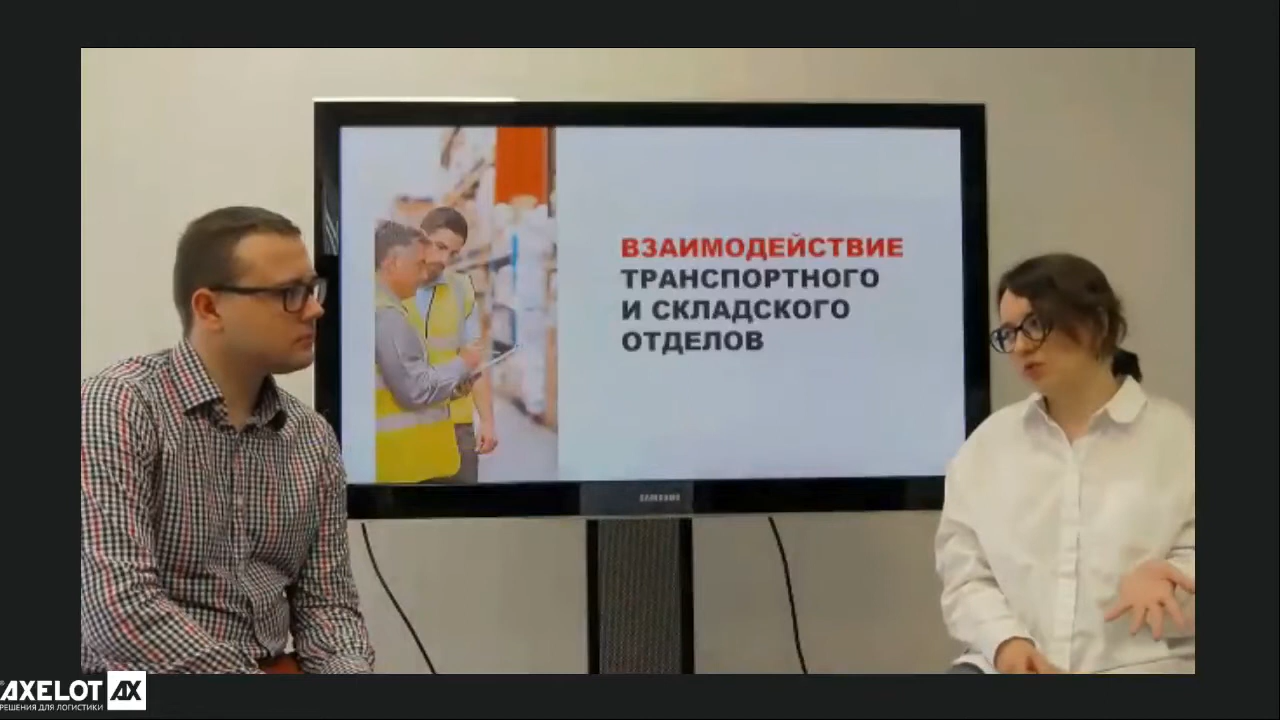 ВЗАИМОДЕЙСТВИЕ
ТРАНСПОРТНОГО
И СКЛАДСКОГО
ОТДЕЛОВ
SAMSUNG
AXELOT AX
РЕШЕНИЯ ДЛЯ ЛОГИСТИКИ